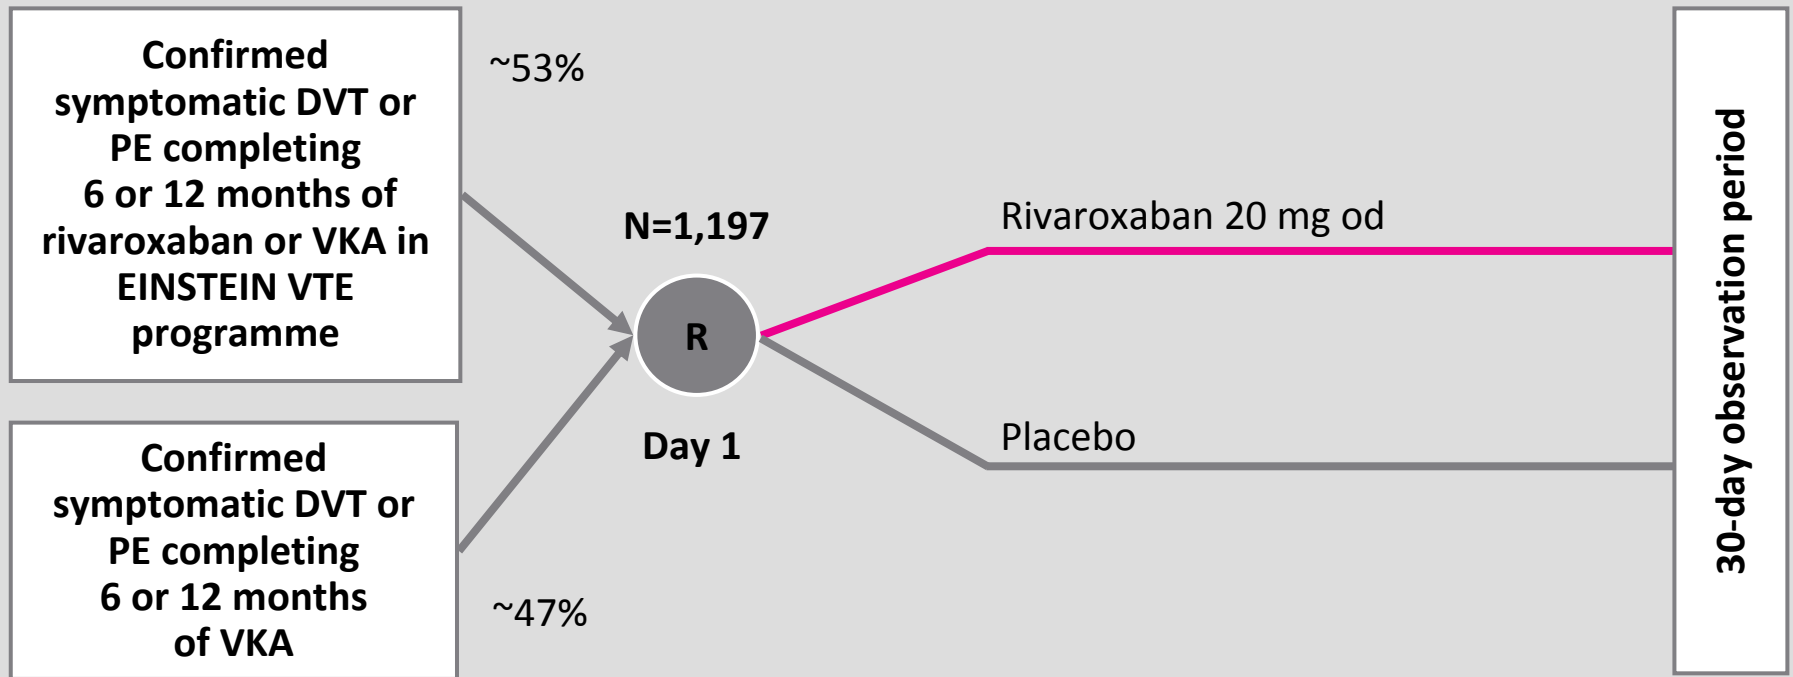 Confirmed
symptomatic DVT or
PE completing
6 or 12 months of
rivaroxaban or VKA in
EINSTEIN VTE
programme
~53%
Confirmed
symptomatic DVT or
PE completing
6 or 12 months
of VKA
~47%
N=1,197
R
Day 1
Rivaroxaban 20 mg od
Placebo
30-day observation period